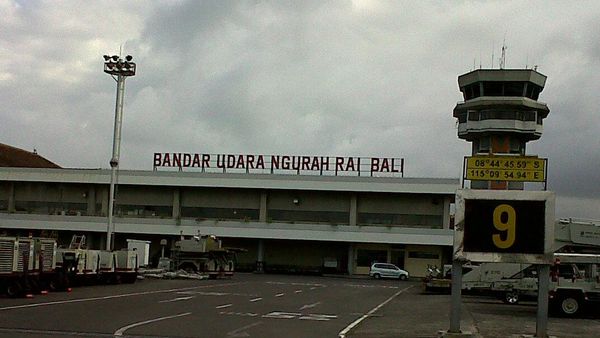 BANDAR UDARA NGURAH RAI BALI
08°44'45.59" S
115°09'54.94" E
9